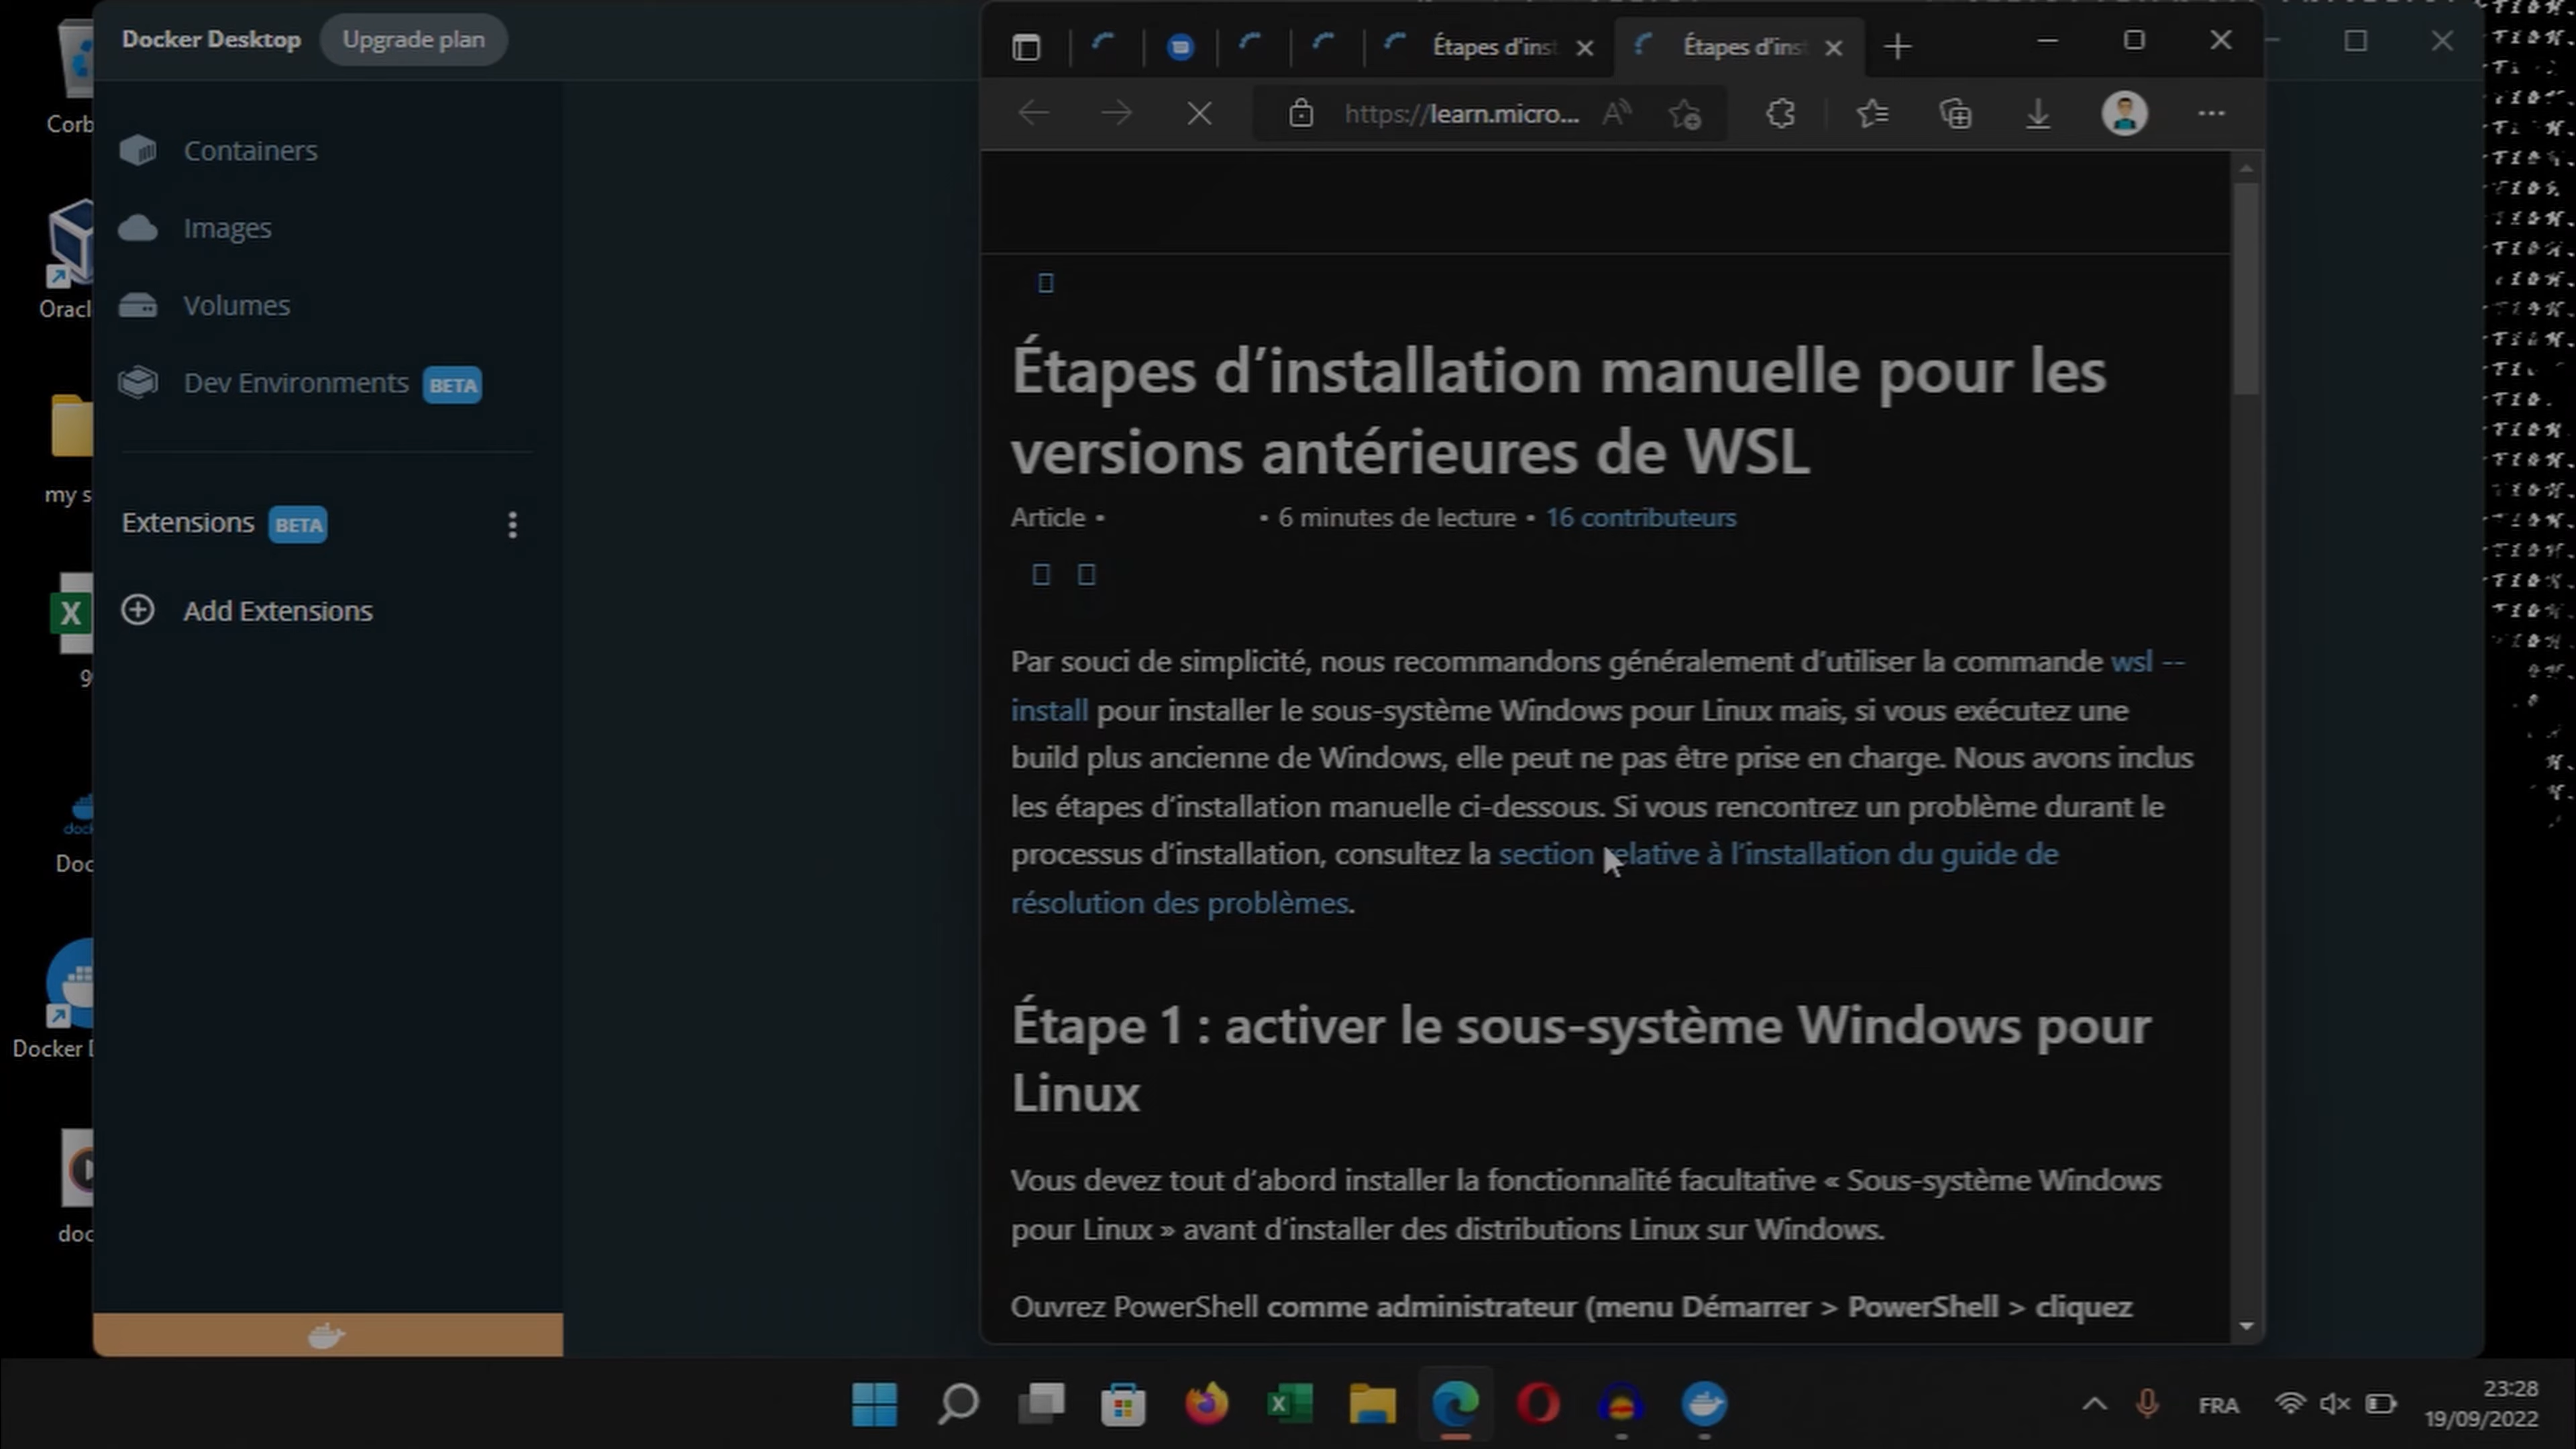 Docker Desktop
Upgrade plan
Containers
Images
Volumes
Dev Environments BETA
Extensions BETA
Add Extensions
Étapes d'inst
Étapes d'inst
https://learn.micro...
Étapes d'installation manuelle pour les
versions antérieures de WSL
Article • • 6 minutes de lecture • 16 contributeurs
Par souci de simplicité, nous recommandons généralement d'utiliser la commande wsl --
install pour installer le sous-système Windows pour Linux mais, si vous exécutez une
build plus ancienne de Windows, elle peut ne pas être prise en charge. Nous avons inclus
les étapes d'installation manuelle ci-dessous. Si vous rencontrez un problème durant le
processus d'installation, consultez la section relative à l'installation du guide de
résolution des problèmes.
Étape 1 : activer le sous-système Windows pour
Linux
Vous devez tout d'abord installer la fonctionnalité facultative « Sous-système Windows
pour Linux » avant d'installer des distributions Linux sur Windows.
Ouvrez PowerShell comme administrateur (menu Démarrer > PowerShell > cliquez
Corb
Oracl
my s
9
Doc
Docker D
doc
FRA
23:28
19/09/2022